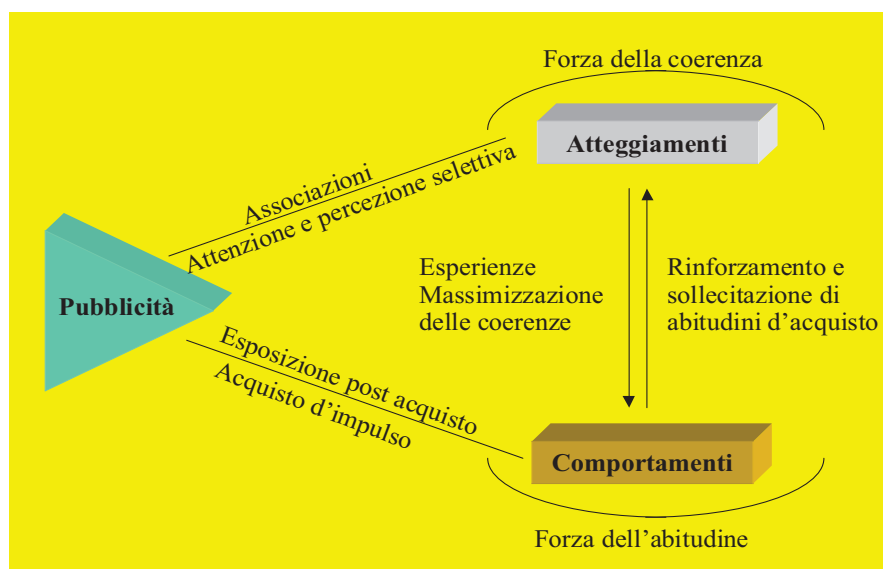 Forza della coerenza
Atteggiamenti
Associazioni
Attenzione e percezione selettiva
Pubblicità
Esperienze
Massimizzazione
delle coerenze
Rinforzamento e
sollecitazione di
abitudini d’acquisto
Esposizione post acquisto
Acquisto d’impulso
Comportamenti
Forza dell’abitudine